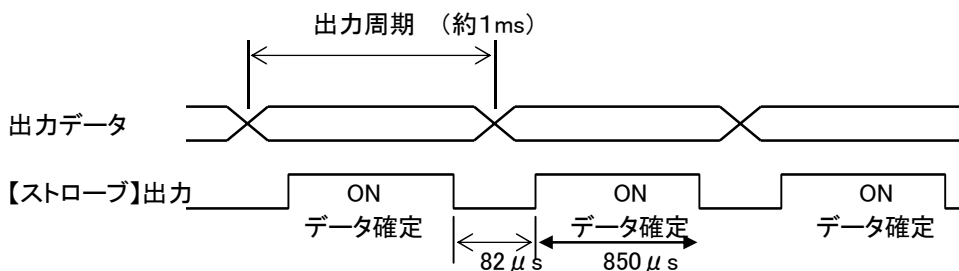 出力周期 （約1ms）
出力データ
【ストローブ】出力
ON ON ON
データ確定 データ確定 データ確定
82μs 850μs